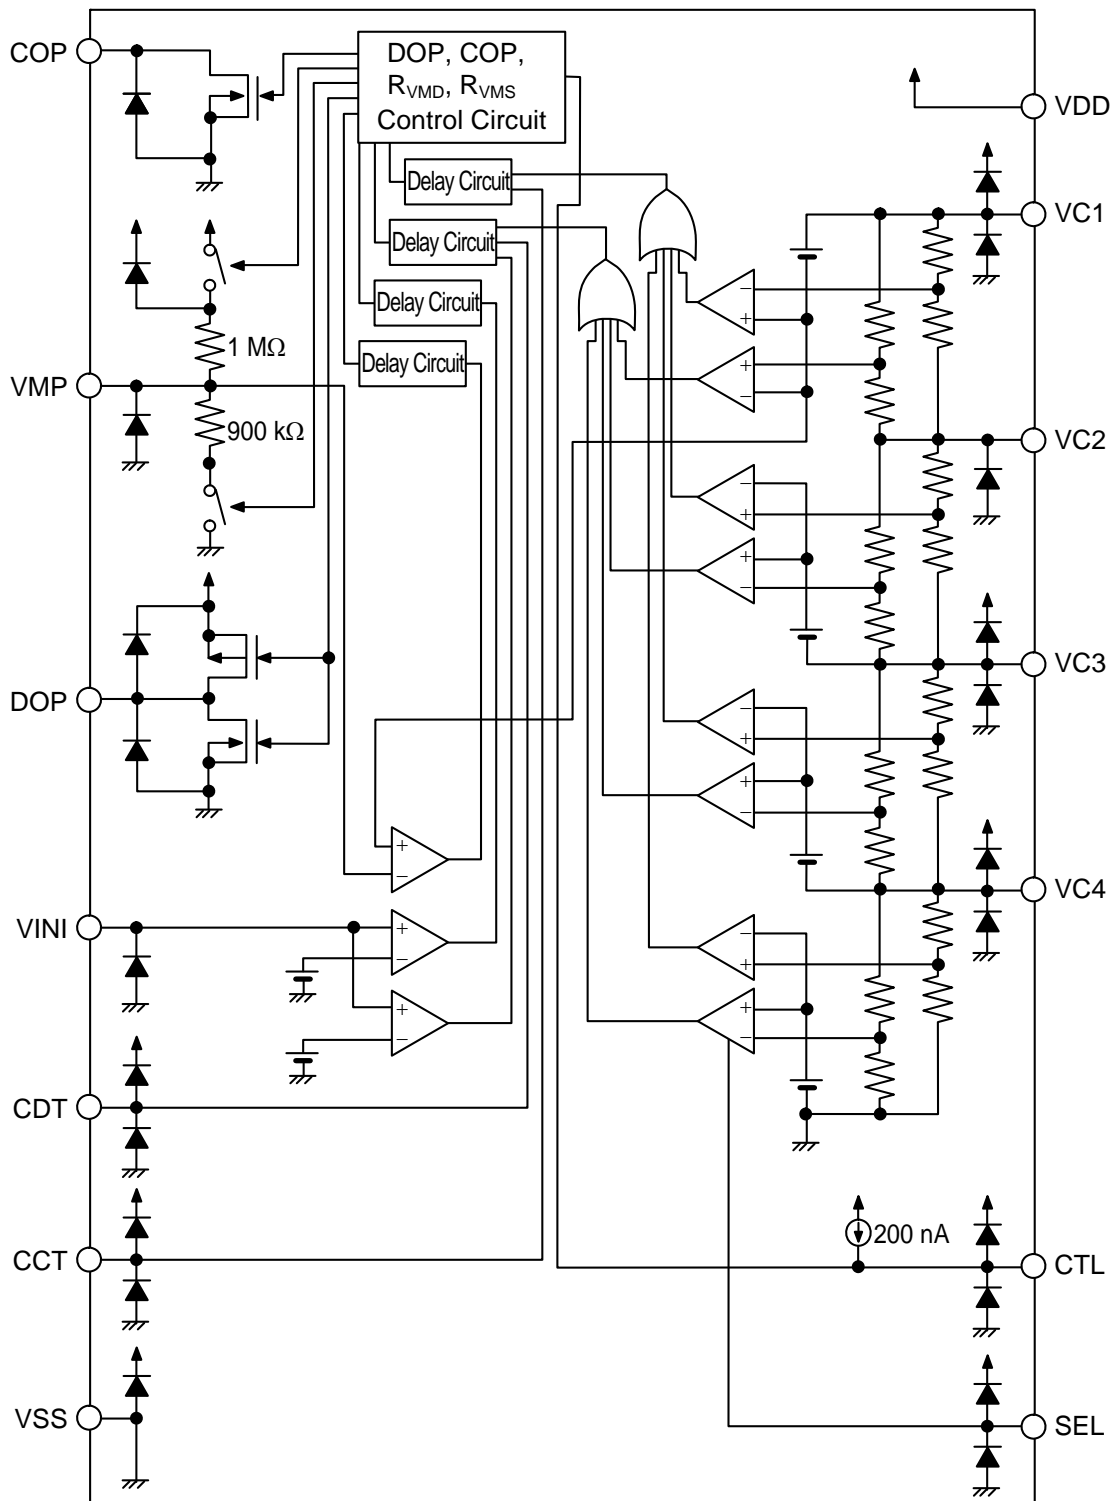 COP
DOP, COP,
RVMD, RVMS
Control Circuit
VDD
Delay Circuit
VC1
Delay Circuit
Delay Circuit
1 MΩ
Delay Circuit
VMP
900 kΩ
VC2
VC3
DOP
VC4
VINI
CDT
200 nA
CCT
CTL
VSS
SEL
−
+
+
−
−
+
+
−
−
+
+
−
−
+
+
−
+
−
+
−
+
−